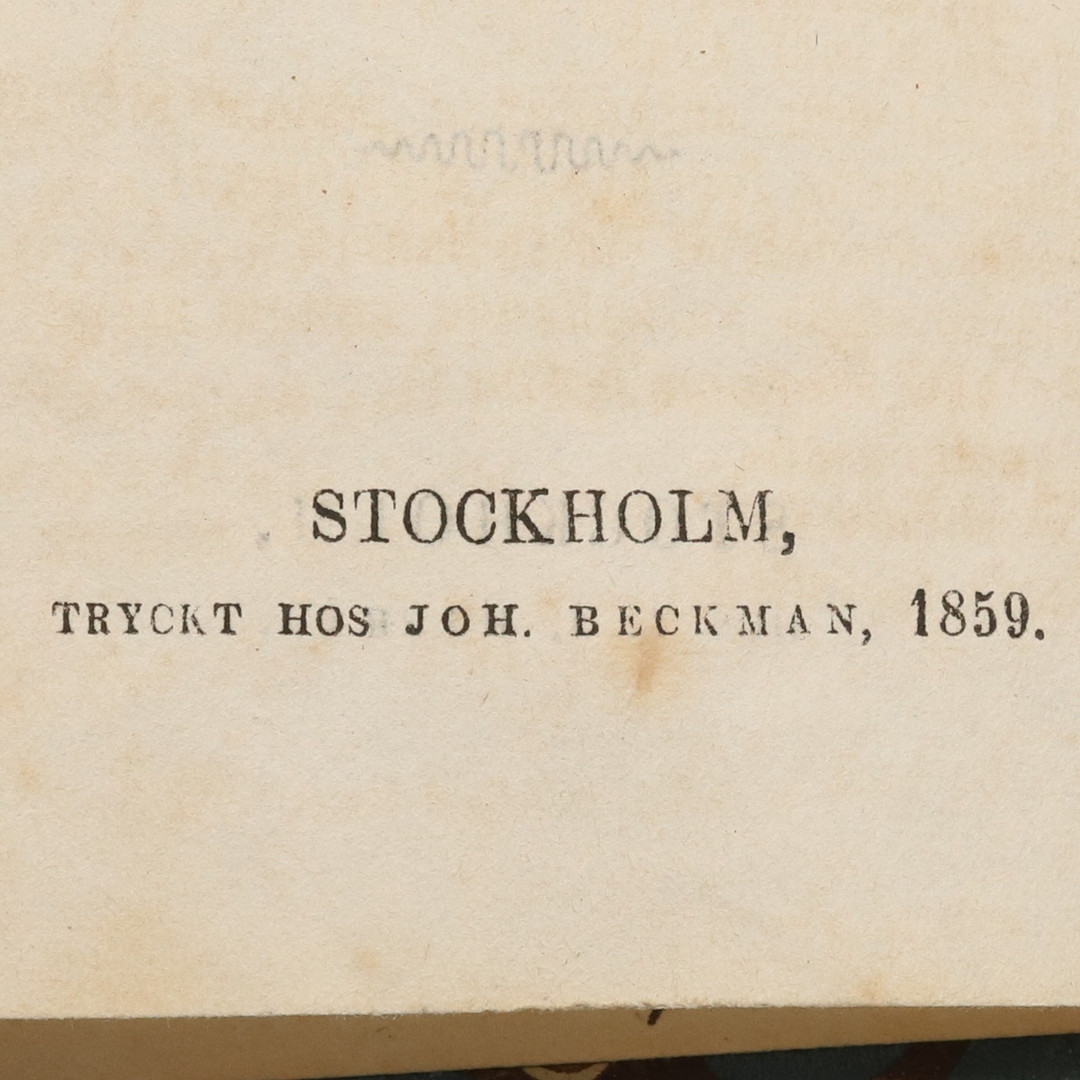 STOCKHOLM,
TRYCKT HOS JOH. BECKMAN, 1859.